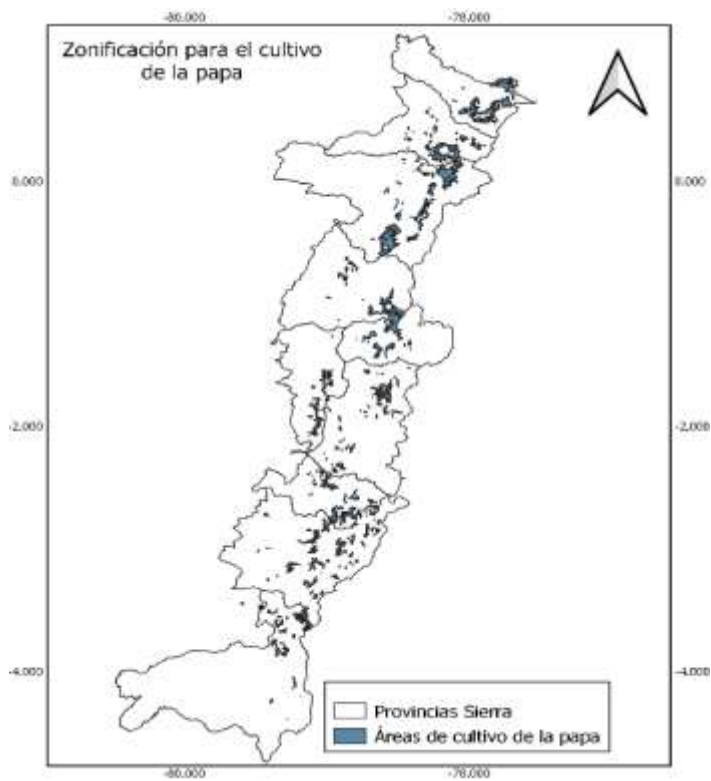 -80.000 -78.000
Zonificación para el cultivo
de la papa
0.000 0.000
-2.000 -2.000
-4.000 -4.000
Provincias Sierra
Áreas de cultivo de la papa
-80.000 -78.000